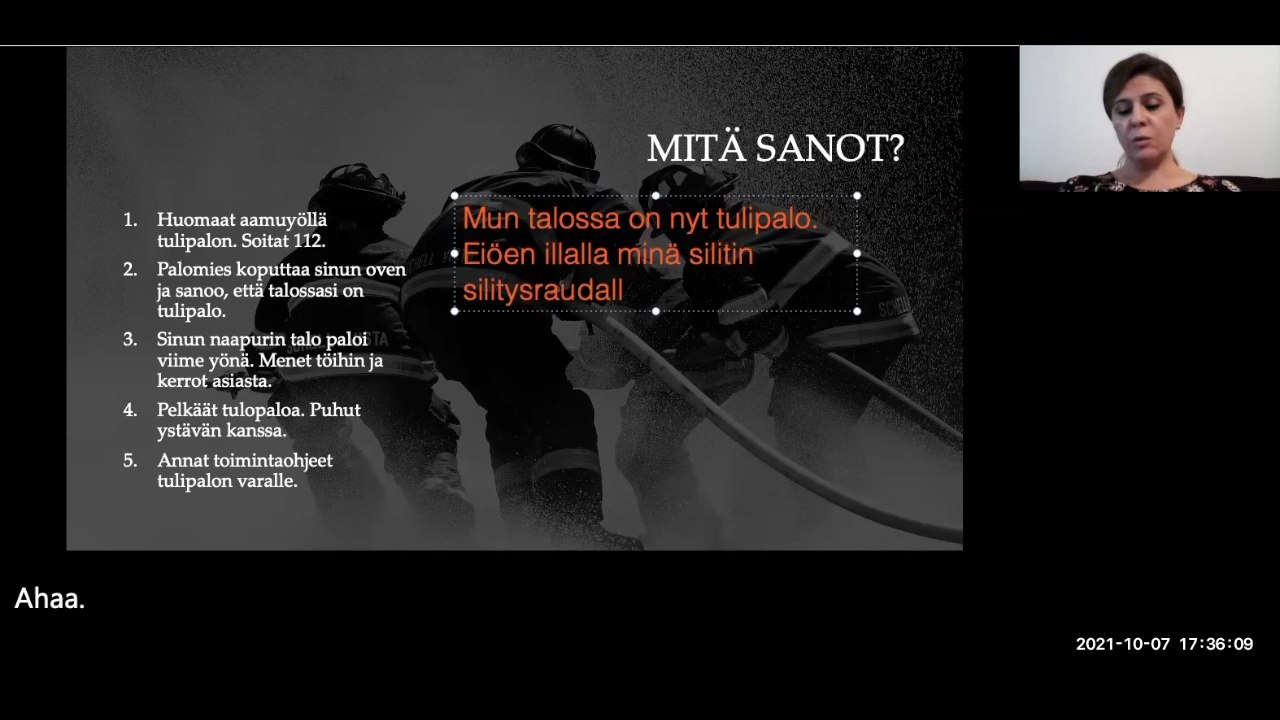 MITÄ SANOT?
1. Huomaat aamuyöllä
tulipalon. Soitat 112.
2. Palomies koputtaa sinun oven
ja sanoo, että talossasi on
tulipalo.
3. Sinun naapurin talo paloi
viime yönä. Menet töihin ja
kerrot asiasta.
4. Pelkäät tulopaloa. Puhut
ystävän kanssa.
5. Annat toimintaohjeet
tulipalon varalle.
Mun talossa on nyt tulipalo.
Eiöen illalla minä silitin
silitysraudall
Ahaa.
2021-10-07 17:36:09